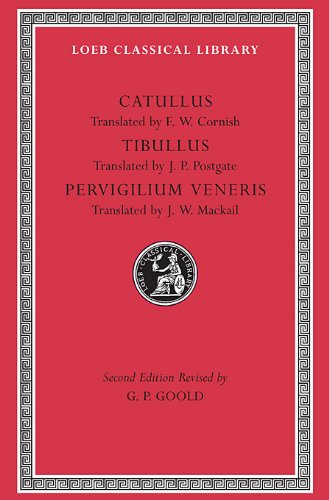 LOEB CLASSICAL LIBRARY
CATULLUS
Translated by F. W. Cornish
TIBULLUS
Translated by J. P. Postgate
PERVIGILIUM VENERIS
Translated by J. W. Mackail
LOEB CLASSICAL LIBRARY
Second Edition Revised by
G. P. GOOLD